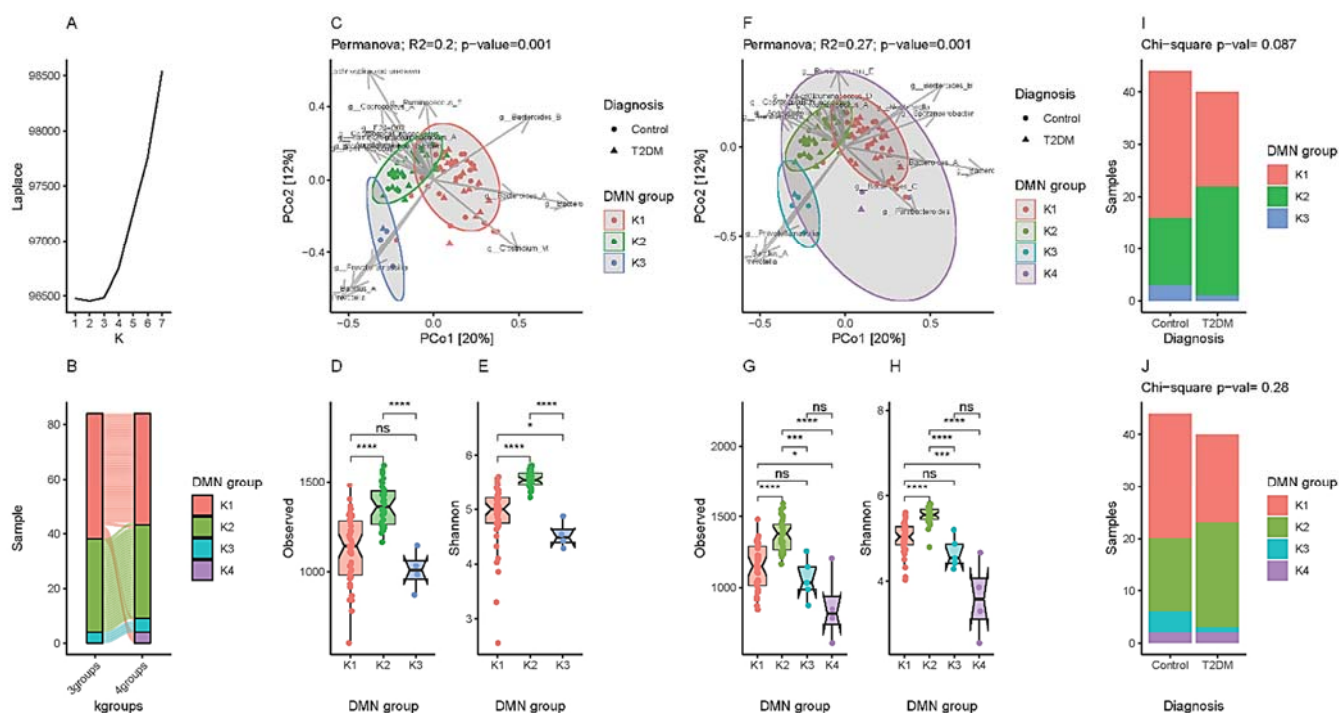 A
98500
98000
97500
97000
96500
Laplace
1 2 3 4 5 6 7
K
B
80
60
40
20
0
Sample
3groups
4groups
kgroups
DMN group
K1
K2
K3
K4
C
Permanova; R2=0.2; p-value=0.001
0.4
0.0
−0.4
PCo2 [12%]
g__Bacteroides_B
−0.5
0.0
0.5
PCo1 [20%]
Diagnosis
Control
T2DM
DMN group
K1
K2
K3
D
1500
1000
Observed
ns
****
****
K1
K2
K3
DMN group
E
6
5
4
3
Shannon
****
*
****
K1
K2
K3
DMN group
F
Permanova; R2=0.27; p-value=0.001
0.0
−0.5
PCo2 [12%]
g__Parabacteroides
−0.5
0.0
0.5
PCo1 [20%]
Diagnosis
Control
T2DM
DMN group
K1
K2
K3
K4
G
2000
1500
1000
Observed
ns
****
***
*
ns
****
K1
K2
K3
K4
DMN group
H
8
6
4
Shannon
ns
****
****
***
ns
****
K1
K2
K3
K4
DMN group
I
Chi-square p-val= 0.087
40
30
20
10
0
Samples
Control
T2DM
Diagnosis
DMN group
K1
K2
K3
J
Chi-square p-val= 0.28
40
30
20
10
0
Samples
Control
T2DM
Diagnosis
DMN group
K1
K2
K3
K4